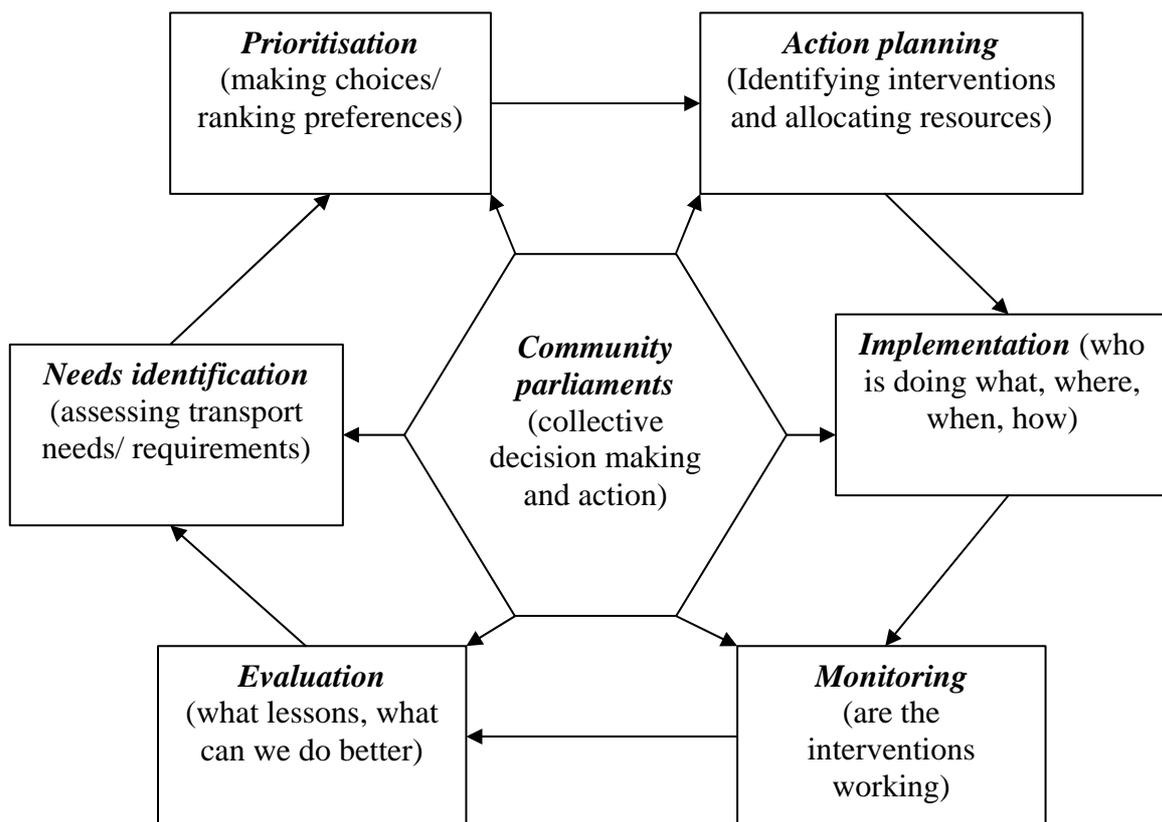 Prioritisation
(making choices/
ranking preferences)
Action planning
(Identifying interventions
and allocating resources)
Needs identification
(assessing transport
needs/ requirements)
Community
parliaments
(collective
decision making
and action)
Implementation (who
is doing what, where,
when, how)
Evaluation
(what lessons, what
can we do better)
Monitoring
(are the
interventions
working)